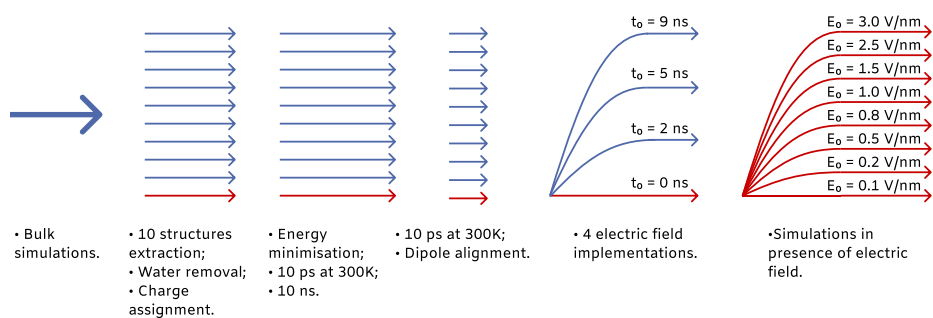 t₀ = 9 ns
t₀ = 5 ns
t₀ = 2 ns
t₀ = 0 ns
E₀ = 3.0 V/nm
E₀ = 2.5 V/nm
E₀ = 1.5 V/nm
E₀ = 1.0 V/nm
E₀ = 0.8 V/nm
E₀ = 0.5 V/nm
E₀ = 0.2 V/nm
E₀ = 0.1 V/nm
• Bulk
simulations.
• 10 structures
extraction;
• Water removal;
• Charge
assignment.
• Energy
minimisation;
• 10 ps at 300K;
• 10 ns.
• 10 ps at 300K;
• Dipole alignment.
• 4 electric field
implementations.
•Simulations in
presence of electric
field.